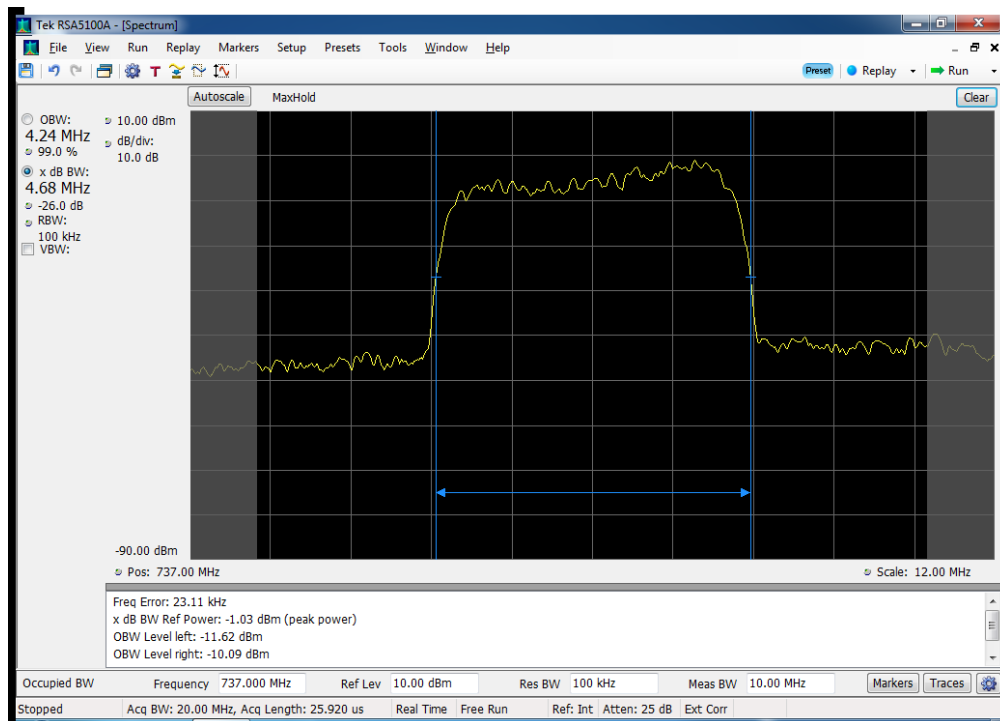 Tek RSA5100A - [Spectrum]
File View Run Replay Markers Setup Presets Tools Window Help
T Preset Replay Run
Autoscale MaxHold Clear
OBW:
4.24 MHz
99.0 %
x dB BW:
4.68 MHz
-26.0 dB
RBW:
100 kHz
VBW:
10.00 dBm
dB/div:
10.0 dB
-90.00 dBm
Pos: 737.00 MHz Scale: 12.00 MHz
Freq Error: 23.11 kHz
x dB BW Ref Power: -1.03 dBm (peak power)
OBW Level left: -11.62 dBm
OBW Level right: -10.09 dBm
Occupied BW Frequency 737.000 MHz Ref Lev 10.00 dBm Res BW 100 kHz Meas BW 10.00 MHz Markers Traces
Stopped Acq BW: 20.00 MHz, Acq Length: 25.920 us Real Time Free Run Ref: Int Atten: 25 dB Ext Corr